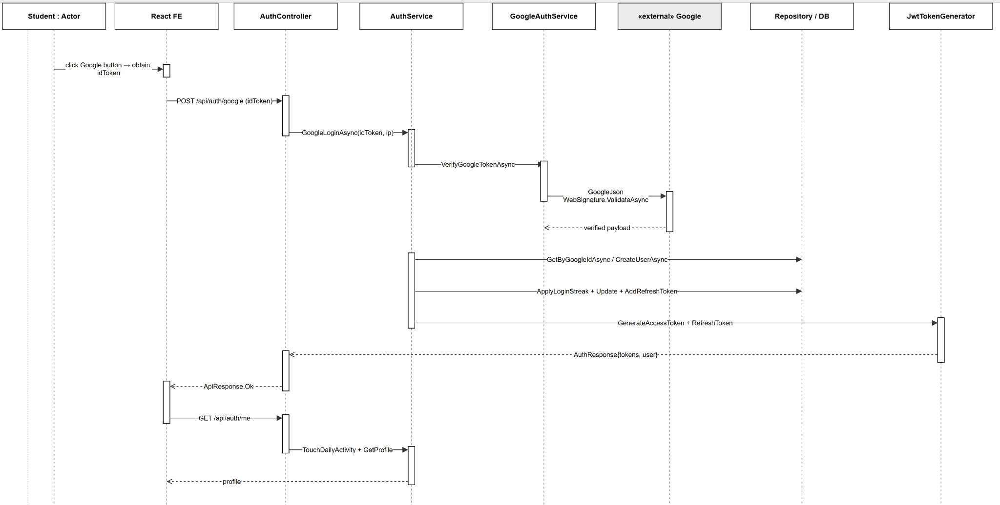 Student : Actor
React FE
AuthController
AuthService
GoogleAuthService
«external» Google
Repository / DB
JwtTokenGenerator
click Google button → obtain
idToken
POST /api/auth/google (idToken)
GoogleLoginAsync(idToken, ip)
VerifyGoogleTokenAsync
GoogleJson
WebSignature.ValidateAsync
verified payload
GetByGoogleIdAsync / CreateUserAsync
ApplyLoginStreak + Update + AddRefreshToken
GenerateAccessToken + RefreshToken
AuthResponse{tokens, user}
ApiResponse.Ok
GET /api/auth/me
TouchDailyActivity + GetProfile
profile